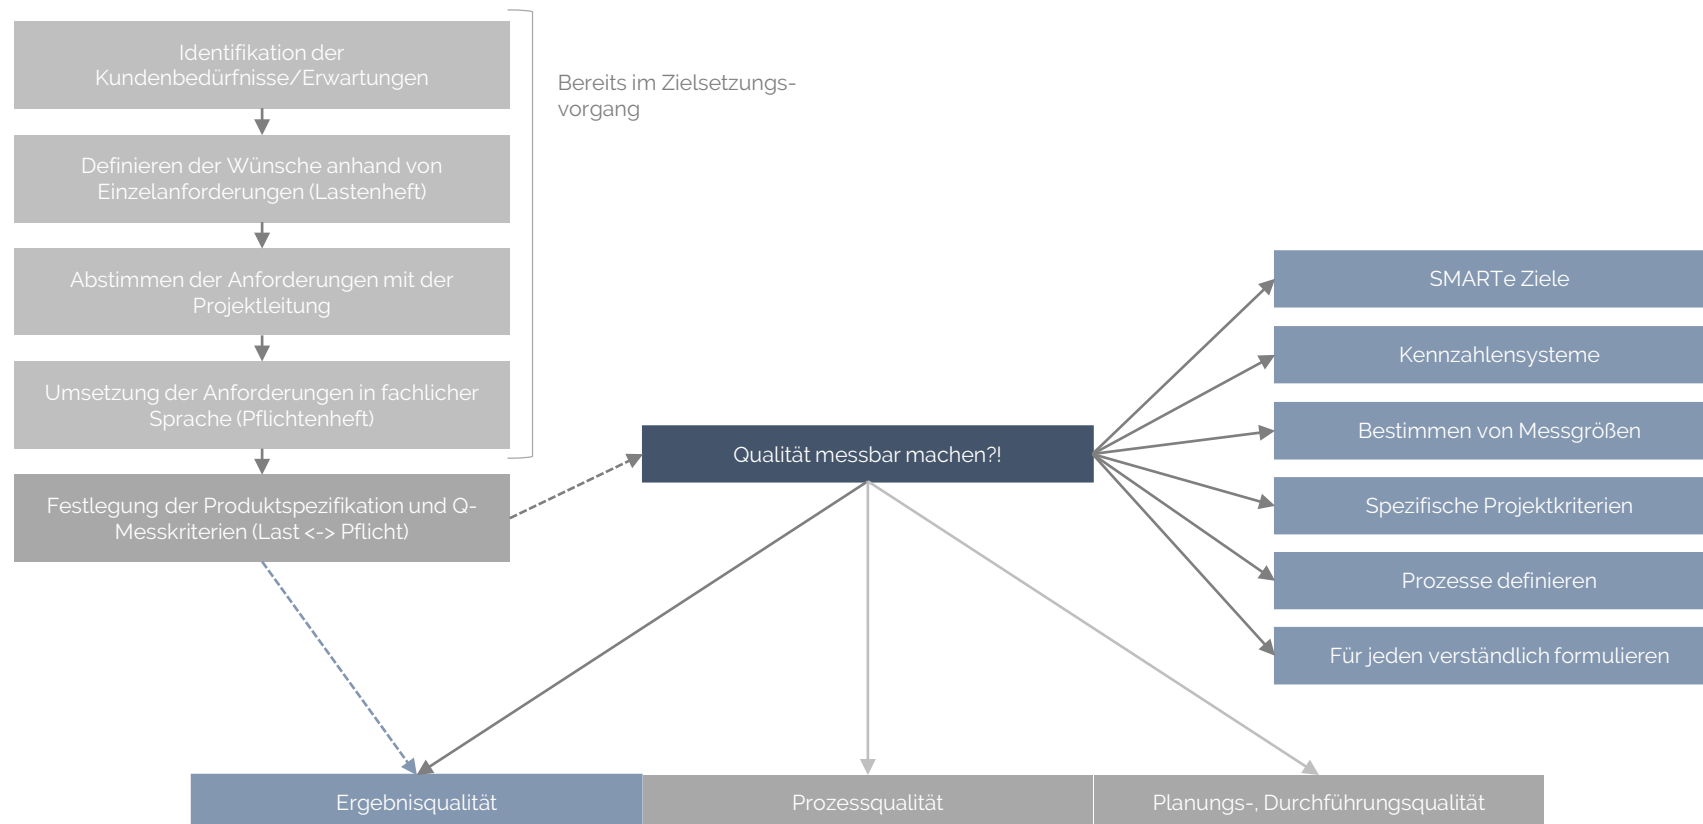 Identifikation der
Kundenbedürfnisse/Erwartungen
Bereits im Zielsetzungs-
vorgang
Definieren der Wünsche anhand von
Einzelanforderungen (Lastenheft)
Abstimmen der Anforderungen mit der
Projektleitung
Umsetzung der Anforderungen in fachlicher
Sprache (Pflichtenheft)
Festlegung der Produktspezifikation und Q-
Messkriterien (Last <-> Pflicht)
Qualität messbar machen?!
SMARTe Ziele
Kennzahlensysteme
Bestimmen von Messgrößen
Spezifische Projektkriterien
Prozesse definieren
Für jeden verständlich formulieren
Ergebnisqualität
Prozessqualität
Planungs-, Durchführungsqualität